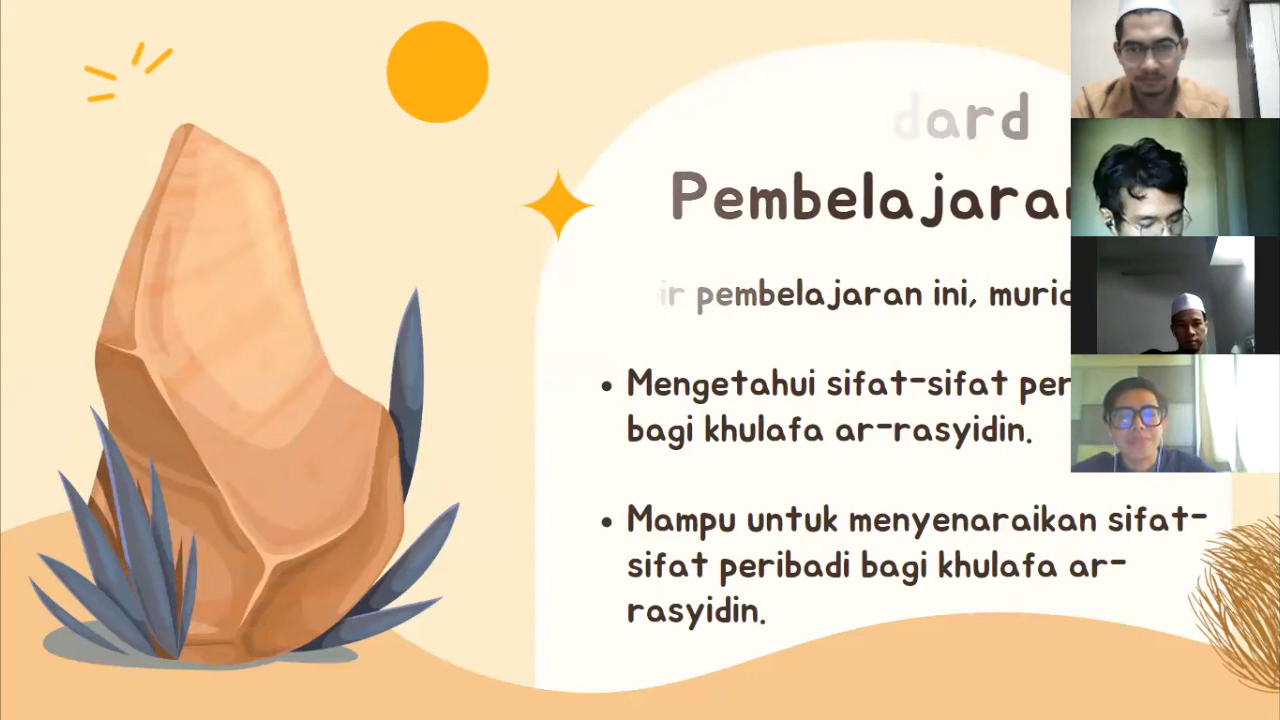 dard
Pembelajaran
ir pembelajaran ini, murid
• Mengetahui sifat-sifat per
bagi khulafa ar-rasyidin.
• Mampu untuk menyenaraikan sifat-
sifat peribadi bagi khulafa ar-
rasyidin.